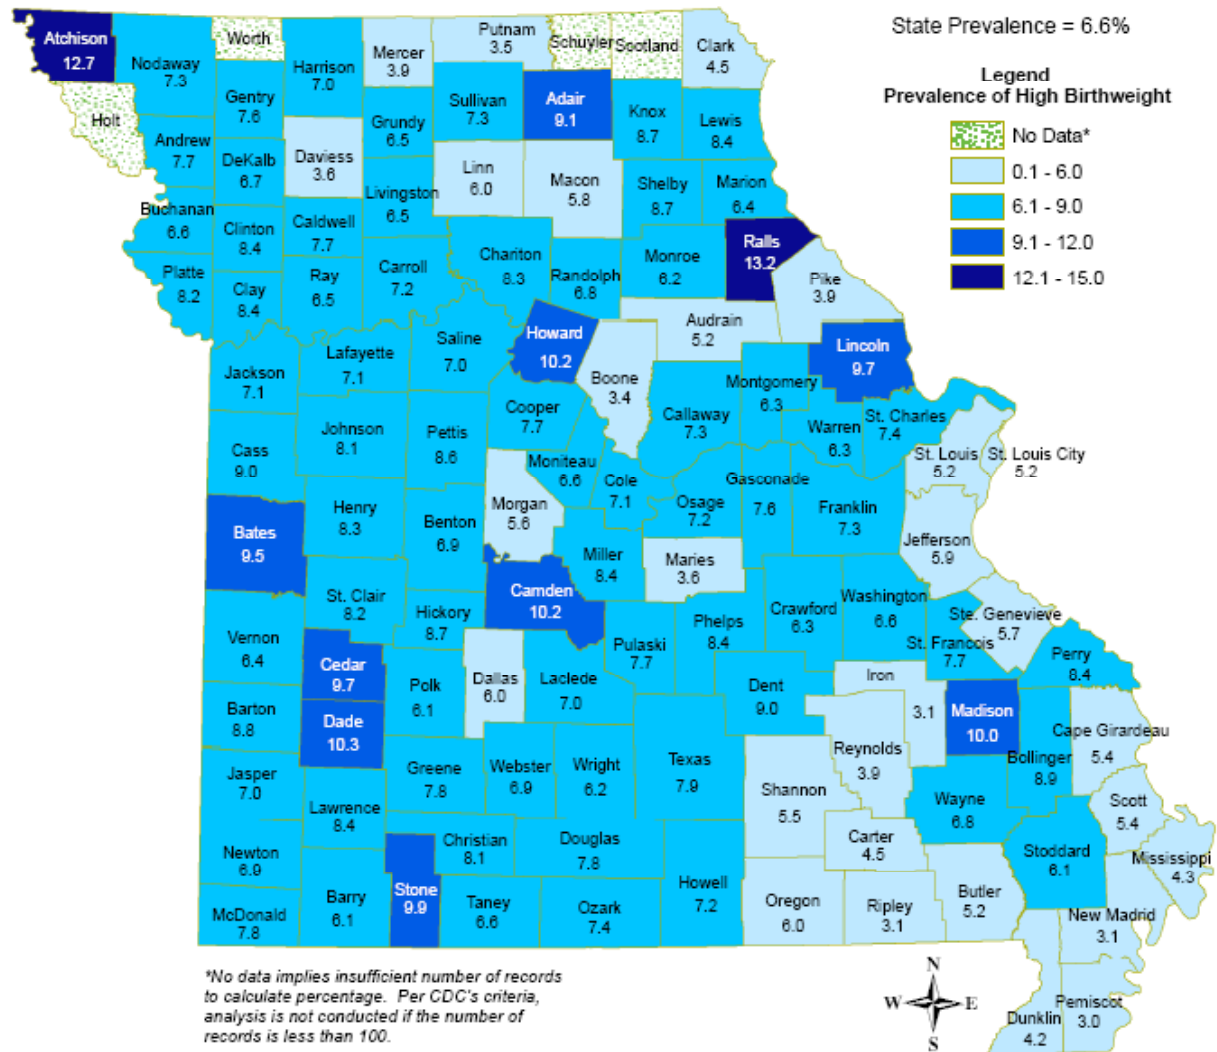 State Prevalence = 6.6%
Legend
Prevalence of High Birthweight
No Data*
0.1 - 6.0
6.1 - 9.0
9.1 - 12.0
12.1 - 15.0
Atchison
12.7
Nodaway
7.3
Worth
Harrison
7.0
Mercer
3.9
Putnam
3.5
Schuyler
Scotland
Clark
4.5
Holt
Gentry
7.6
Sullivan
7.3
Adair
9.1
Knox
8.7
Lewis
8.4
Andrew
7.7
DeKalb
6.7
Daviess
3.6
Grundy
6.5
Linn
6.0
Macon
5.8
Shelby
8.7
Marion
6.4
Buchanan
6.6
Clinton
8.4
Caldwell
7.7
Livingston
6.5
Chariton
8.3
Randolph
6.8
Monroe
6.2
Ralls
13.2
Pike
3.9
Platte
8.2
Clay
8.4
Ray
6.5
Carroll
7.2
Saline
7.0
Howard
10.2
Boone
3.4
Audrain
5.2
Lincoln
9.7
Jackson
7.1
Lafayette
7.1
Cooper
7.7
Callaway
7.3
Montgomery
6.3
Warren
6.3
St. Charles
7.4
Cass
9.0
Johnson
8.1
Pettis
8.6
Moniteau
6.6
Cole
7.1
Osage
7.2
Gasconade
7.6
Franklin
7.3
St. Louis
5.2
St. Louis City
5.2
Bates
9.5
Henry
8.3
Benton
6.9
Morgan
5.6
Miller
8.4
Maries
3.6
Jefferson
5.9
St. Clair
8.2
Hickory
8.7
Camden
10.2
Pulaski
7.7
Phelps
8.4
Crawford
6.3
Washington
6.6
St. Francois
7.7
Ste. Genevieve
5.7
Perry
8.4
Vernon
6.4
Cedar
9.7
Polk
6.1
Dallas
6.0
Laclede
7.0
Dent
9.0
Iron
3.1
Madison
10.0
Bollinger
8.9
Cape Girardeau
5.4
Barton
8.8
Dade
10.3
Greene
7.8
Webster
6.9
Wright
6.2
Texas
7.9
Shannon
5.5
Reynolds
3.9
Wayne
6.8
Scott
5.4
Jasper
7.0
Lawrence
8.4
Christian
8.1
Douglas
7.8
Carter
4.5
Stoddard
6.1
Mississippi
4.3
Newton
6.9
McDonald
7.8
Barry
6.1
Stone
9.9
Taney
6.6
Ozark
7.4
Howell
7.2
Oregon
6.0
Ripley
3.1
Butler
5.2
New Madrid
3.1
Dunklin
4.2
Pemiscot
3.0
N
W E
S
*No data implies insufficient number of records
to calculate percentage. Per CDC's criteria,
analysis is not conducted if the number of
records is less than 100.